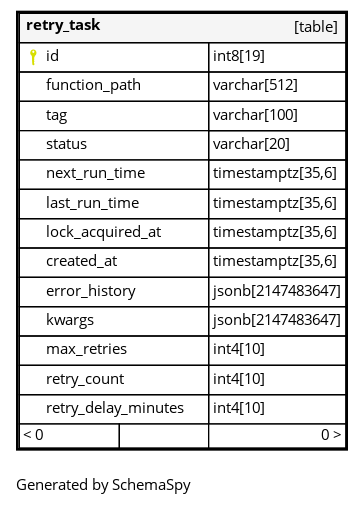 retry_task [table]
id int8[19]
function_path varchar[512]
tag varchar[100]
status varchar[20]
next_run_time timestamptz[35,6]
last_run_time timestamptz[35,6]
lock_acquired_at timestamptz[35,6]
created_at timestamptz[35,6]
error_history jsonb[2147483647]
kwargs jsonb[2147483647]
max_retries int4[10]
retry_count int4[10]
retry_delay_minutes int4[10]
< 0 0 >
Generated by SchemaSpy